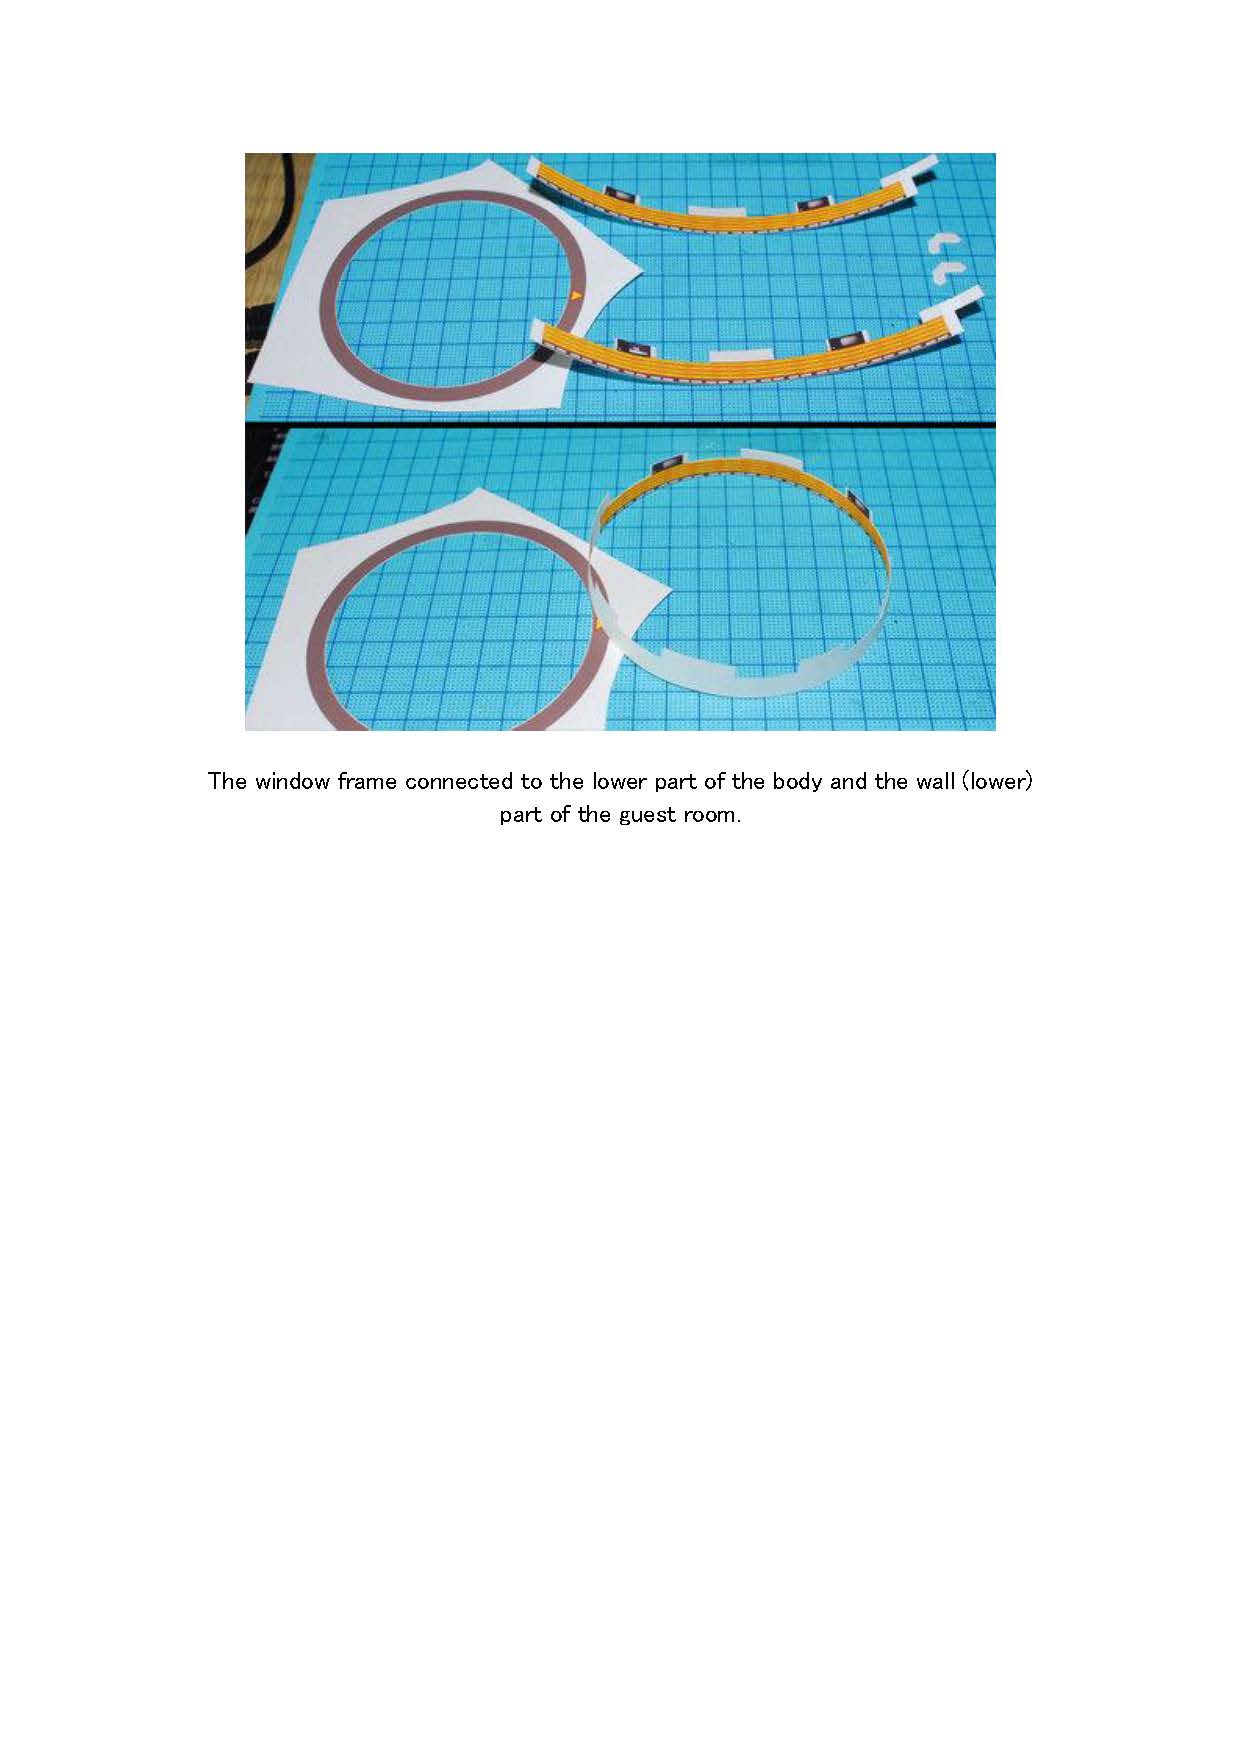 The window frame connected to the lower part of the body and the wall (lower)
part of the guest room.